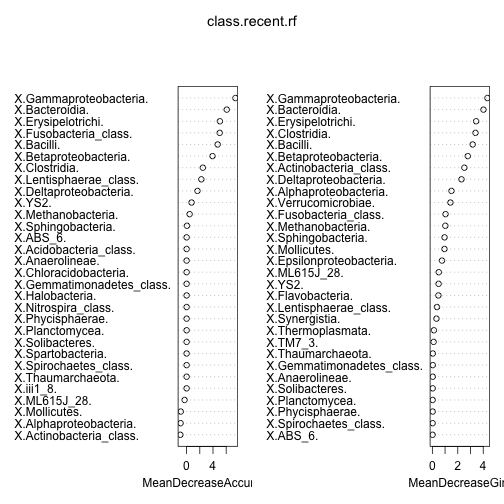 class.recent.rf
X.Gammaproteobacteria.
X.Bacteroidia.
X.Erysipelotrichi.
X.Fusobacteria_class.
X.Bacilli.
X.Betaproteobacteria.
X.Clostridia.
X.Lentisphaerae_class.
X.Deltaproteobacteria.
X.YS2.
X.Methanobacteria.
X.Sphingobacteria.
X.ABS_6.
X.Acidobacteria_class.
X.Anaerolineae.
X.Chloracidobacteria.
X.Gemmatimonadetes_class.
X.Halobacteria.
X.Nitrospira_class.
X.Phycisphaerae.
X.Planctomycea.
X.Solibacteres.
X.Spartobacteria.
X.Spirochaetes_class.
X.Thaumarchaeota.
X.iii1_8.
X.ML615J_28.
X.Mollicutes.
X.Alphaproteobacteria.
X.Actinobacteria_class.
0 4
MeanDecreaseAccur
X.Gammaproteobacteria.
X.Bacteroidia.
X.Erysipelotrichi.
X.Clostridia.
X.Bacilli.
X.Betaproteobacteria.
X.Actinobacteria_class.
X.Deltaproteobacteria.
X.Alphaproteobacteria.
X.Verrucomicrobiae.
X.Fusobacteria_class.
X.Methanobacteria.
X.Sphingobacteria.
X.Mollicutes.
X.Epsilonproteobacteria.
X.ML615J_28.
X.YS2.
X.Flavobacteria.
X.Lentisphaerae_class.
X.Synergistia.
X.Thermoplasmata.
X.TM7_3.
X.Thaumarchaeota.
X.Gemmatimonadetes_class.
X.Anaerolineae.
X.Solibacteres.
X.Planctomycea.
X.Phycisphaerae.
X.Spirochaetes_class.
X.ABS_6.
0 2 4
MeanDecreaseGin